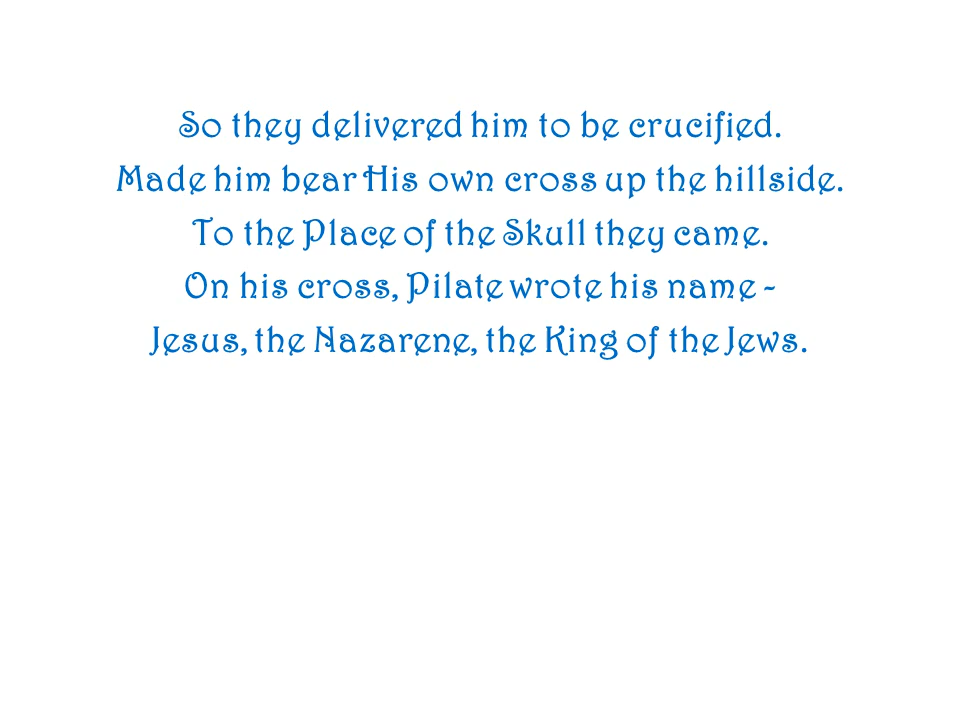 So they delivered him to be crucified.
Made him bear His own cross up the hillside.
To the Place of the Skull they came.
On his cross, Pilate wrote his name -
Jesus, the Nazarene, the King of the Jews.